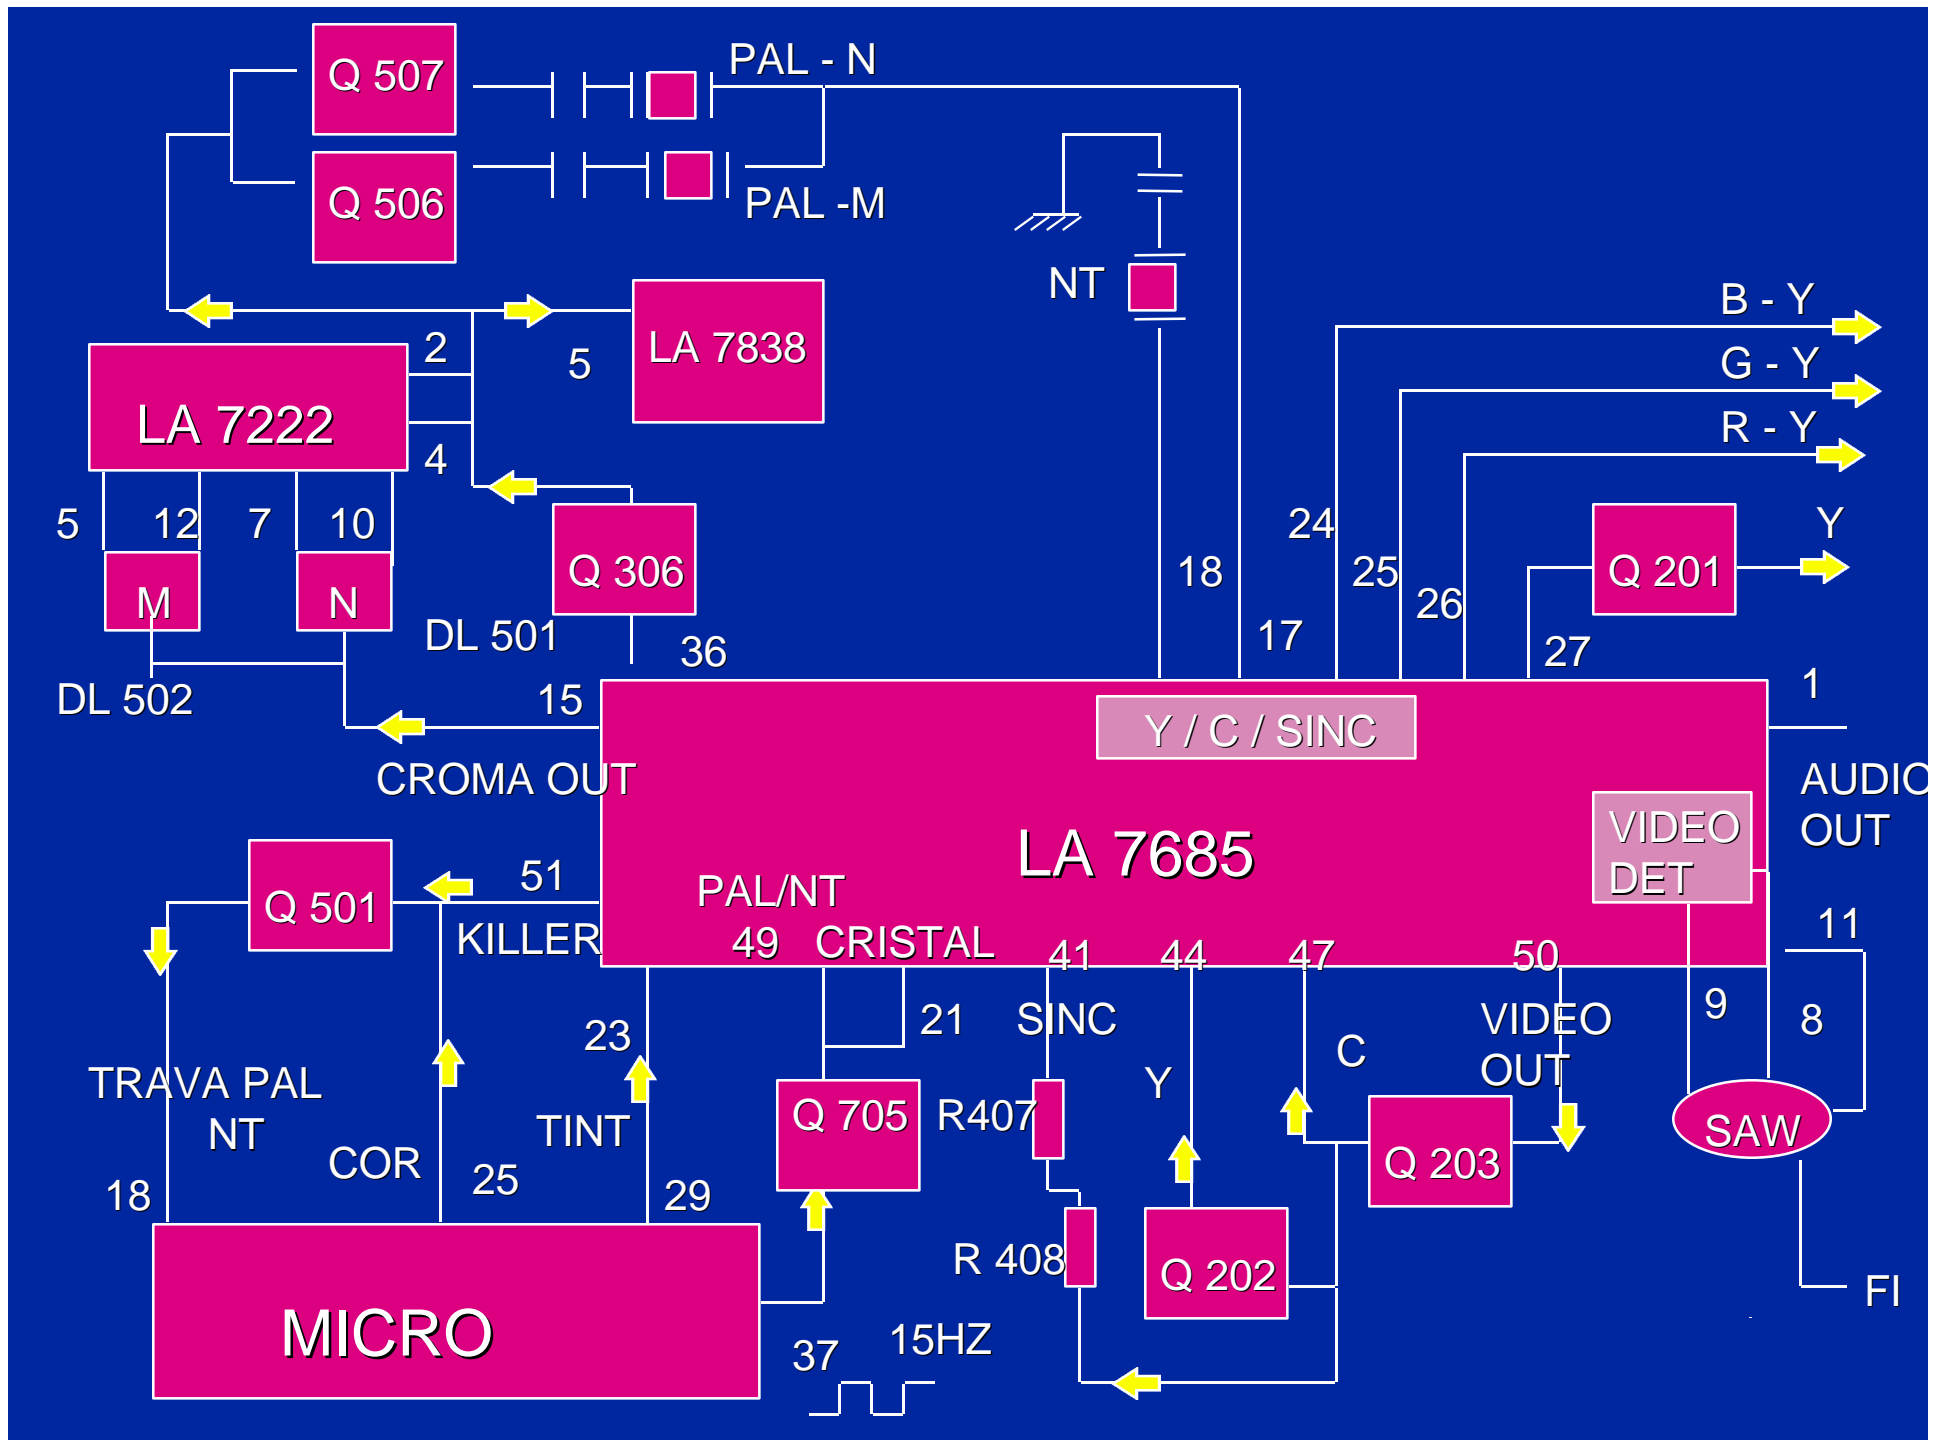 Q 507
PAL - N
Q 506
PAL -M
NT
B - Y
2
5
LA 7838
G - Y
LA 7222
R - Y
4
5
12
7
10
24
Y
Q 306
18
25
Q 201
M
N
26
DL 501
36
17
27
DL 502
15
1
Y / C / SINC
CROMA OUT
AUDIO
OUT
VIDEO
DET
LA 7685
51
PAL/NT
Q 501
KILLER
49
CRISTAL
41
44
47
50
11
23
21
SINC
VIDEO
OUT
9
8
C
TRAVA PAL
NT
Y
TINT
Q 705
R407
SAW
COR
25
Q 203
18
29
R 408
Q 202
FI
MICRO
37
15HZ